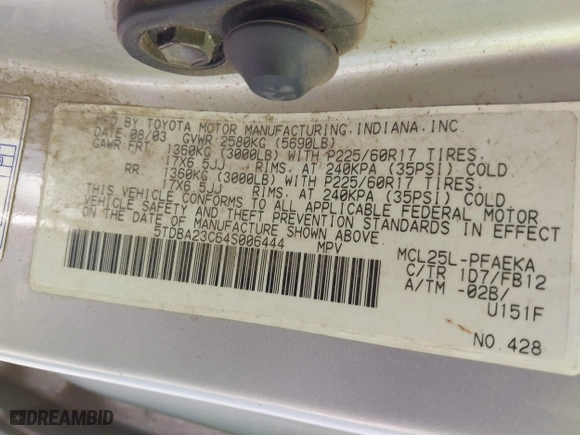 MFD BY: TOYOTA MOTOR MANUFACTURING, INDIANA, INC
DATE 08/03 GVWR 2580KG (5690LB)
GAWR FRT 1360KG (3000LB) WITH P225/60R17 TIRES,
17X6.5JJ RIMS, AT 240KPA (35PSI) COLD
RR 1360KG (3000LB) WITH P225/60R17 TIRES,
17X6.5JJ RIMS, AT 240KPA (35PSI) COLD
THIS VEHICLE CONFORMS TO ALL APPLICABLE FEDERAL MOTOR
VEHICLE SAFETY AND THEFT PREVENTION STANDARDS IN EFFECT
ON THE DATE OF MANUFACTURE SHOWN ABOVE.
5TDBA23C64S006444 MPV
MCL25L-PFAEKA
C/TR 1D7/FB12
A/TM -02B/
U151F
NO.428
DREAMBID